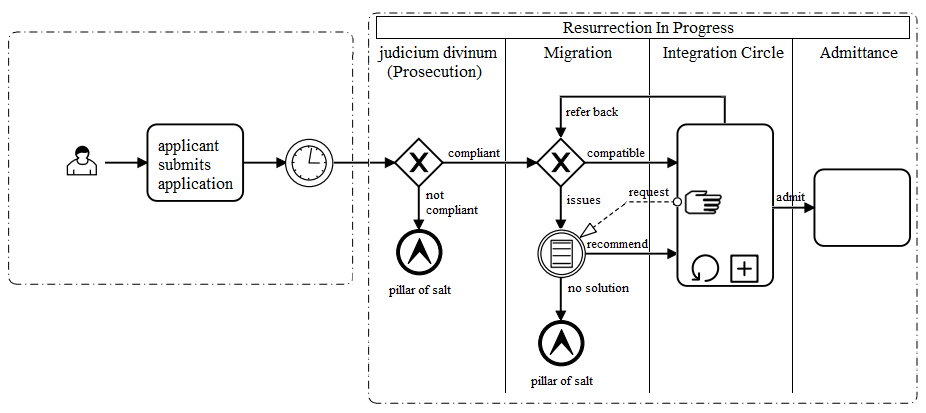 Resurrection In Progress
judicium divinum
(Prosecution)
Migration
Integration Circle
Admittance
refer back
applicant
submits
application
compliant
compatible
not
compliant
issues
request
admit
recommend
pillar of salt
no solution
pillar of salt